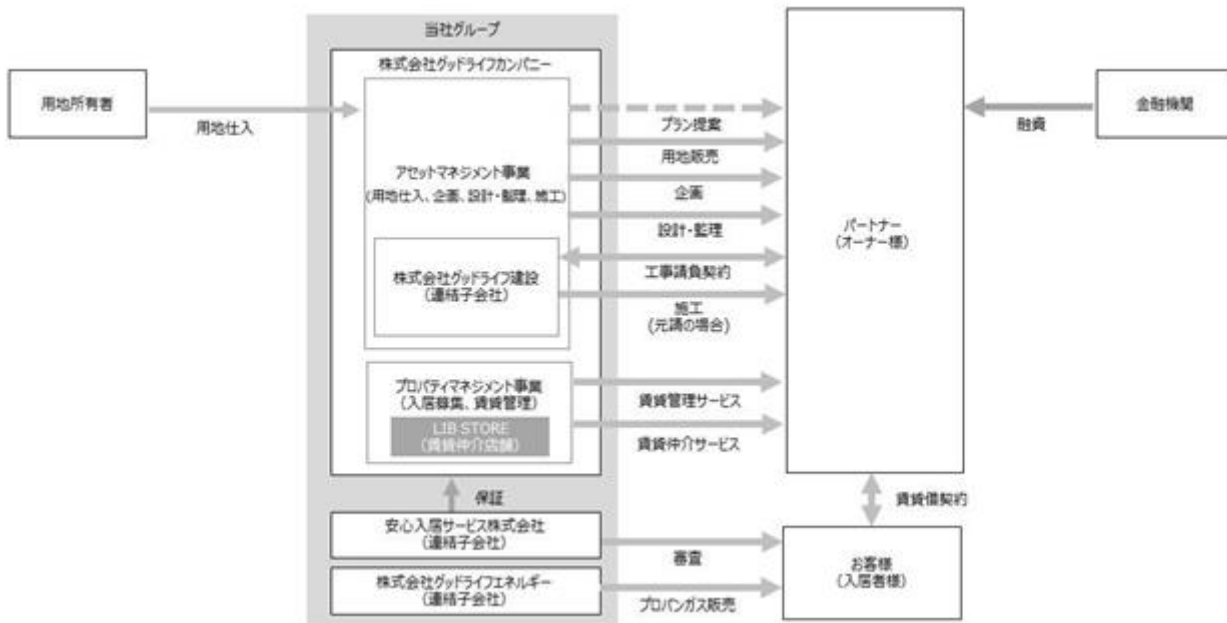 当社グループ
株式会社グッドライフカンパニー
用地所有者
用地仕入
アセットマネジメント事業
(用地仕入、企画、設計・監理、施工)
株式会社グッドライフ建設
(連結子会社)
プロパティマネジメント事業
(入居募集、賃貸管理)
LIB STORE
(賃貸仲介店舗)
保証
安心入居サービス株式会社
(連結子会社)
株式会社グッドライフエネルギー
(連結子会社)
プラン提案
用地販売
企画
設計・監理
工事請負契約
施工
(元請の場合)
賃貸管理サービス
賃貸仲介サービス
審査
プロパンガス販売
パートナー
(オーナー様)
融資
金融機関
賃貸借契約
お客様
(入居者様)